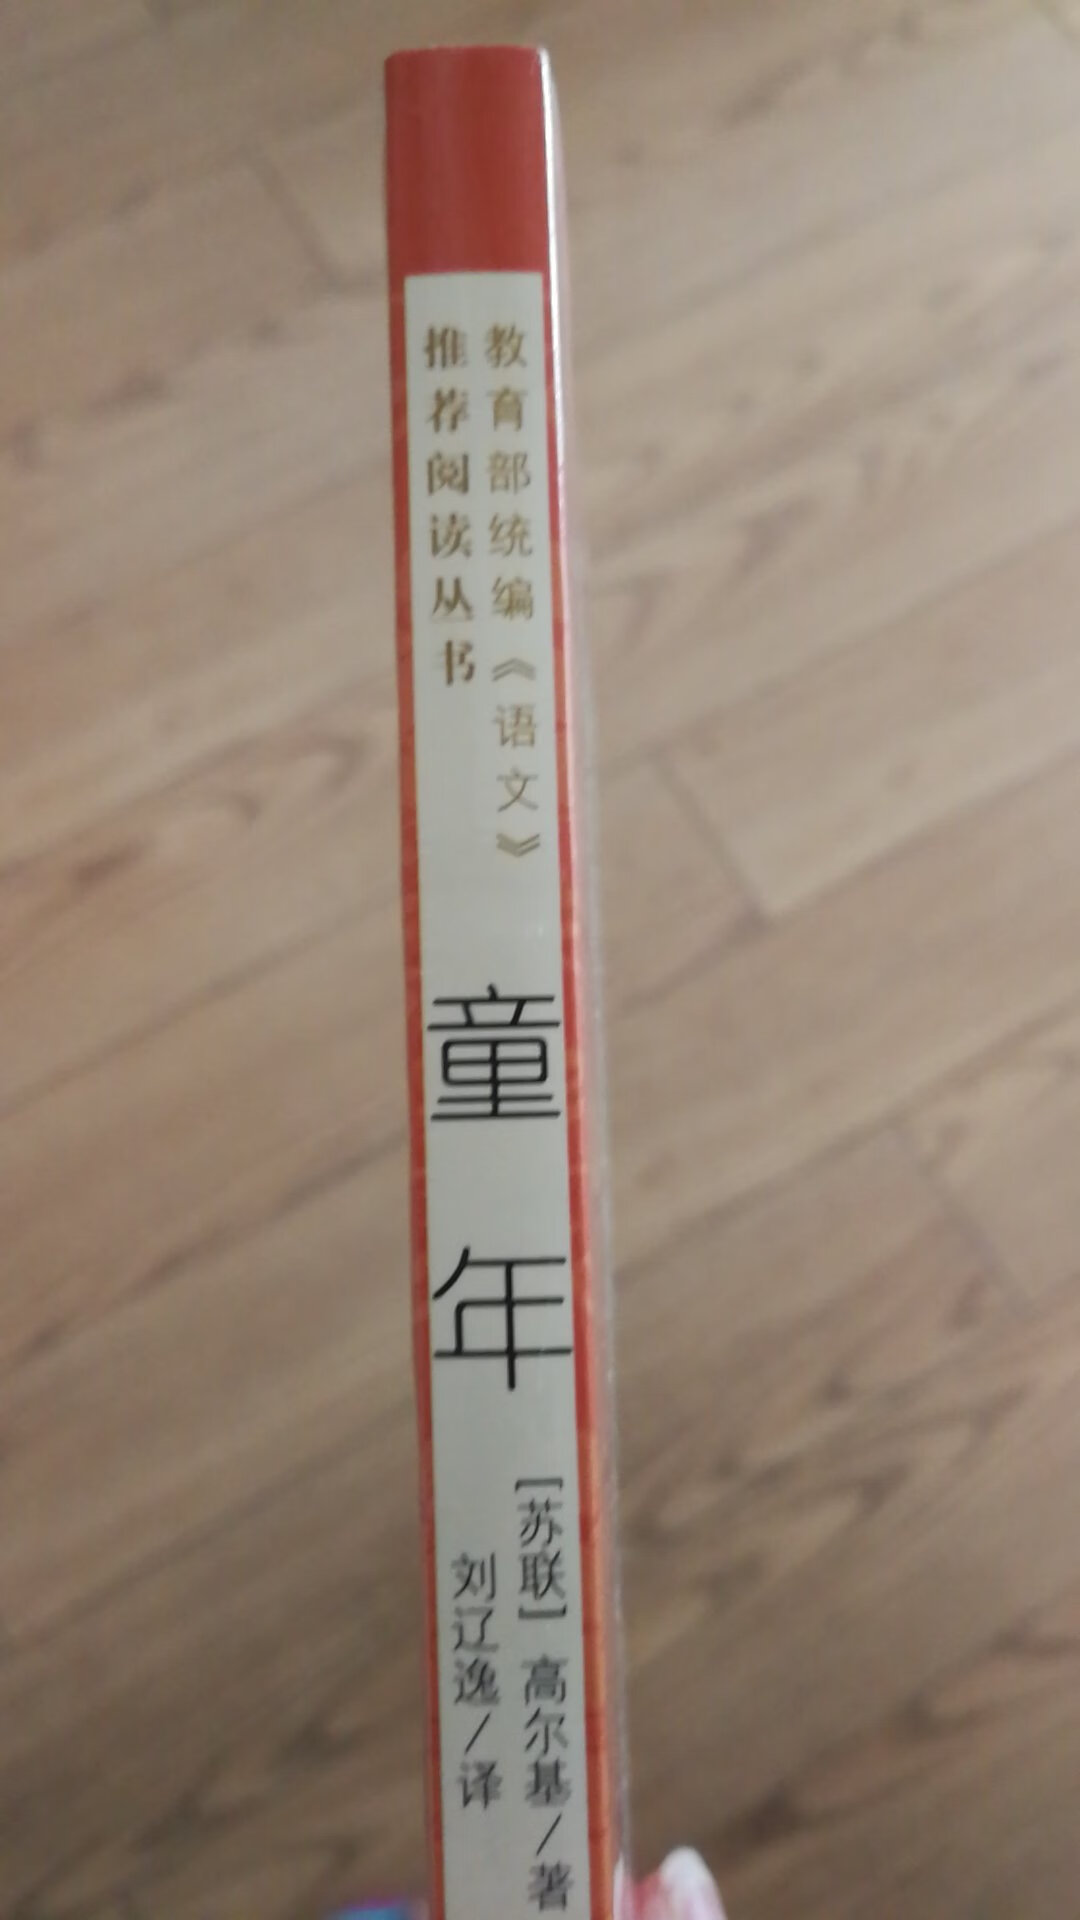 教育部统编《语文》
推荐阅读丛书
童年
【苏联】高尔基/著
刘辽逸/译